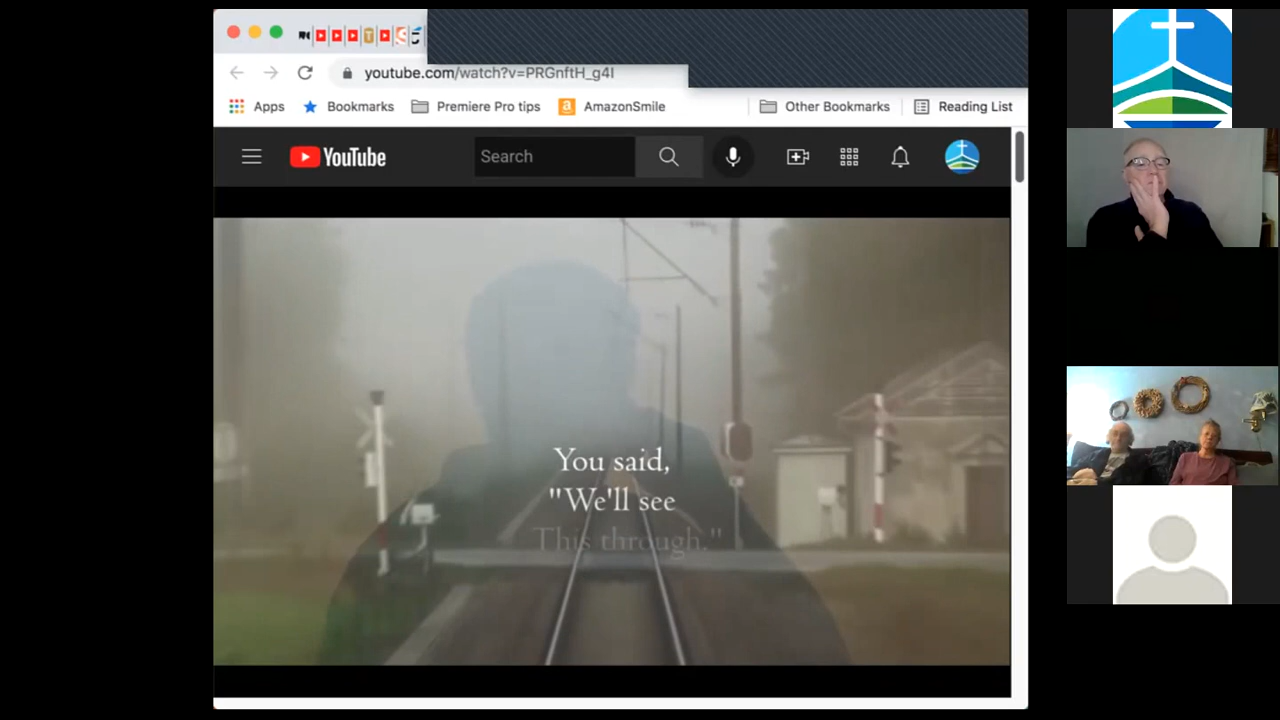 youtube.com/watch?v=PRGnftH_g4I
Apps
Bookmarks
Premiere Pro tips
AmazonSmile
Other Bookmarks
Reading List
YouTube
Search
You said,
"We'll see
This through."